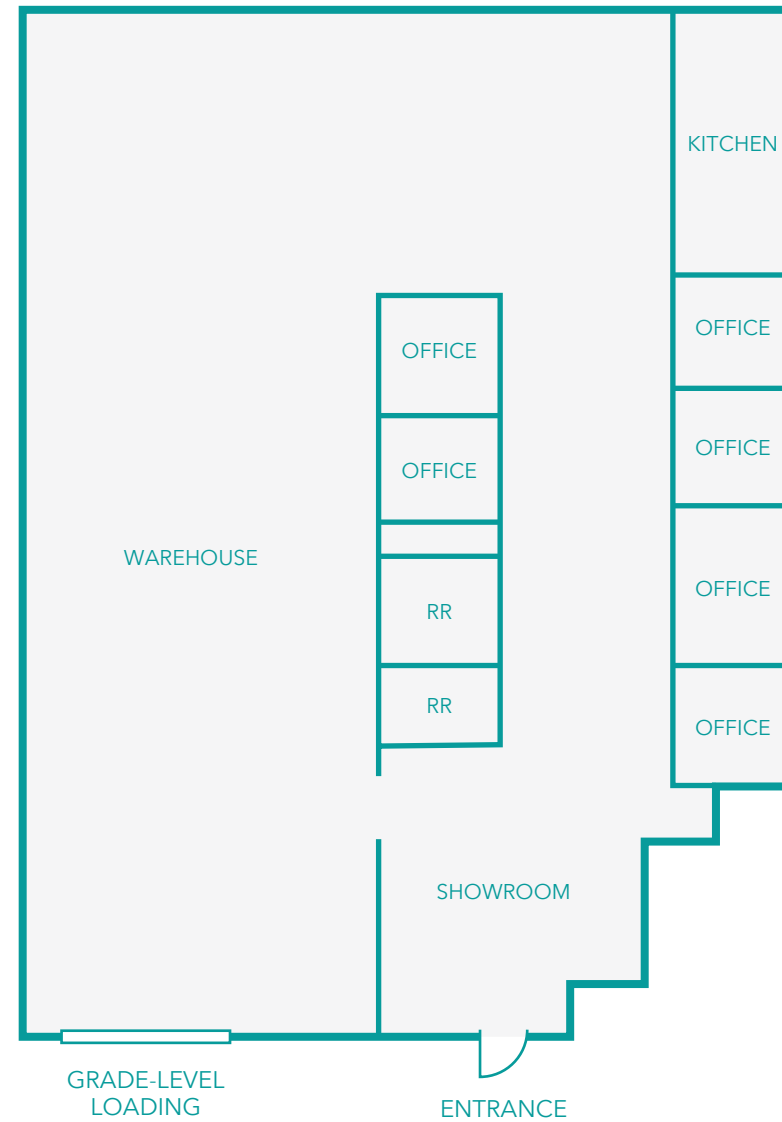 KITCHEN
OFFICE
OFFICE
OFFICE
OFFICE
WAREHOUSE
OFFICE
RR
RR
OFFICE
SHOWROOM
GRADE-LEVEL
LOADING
ENTRANCE